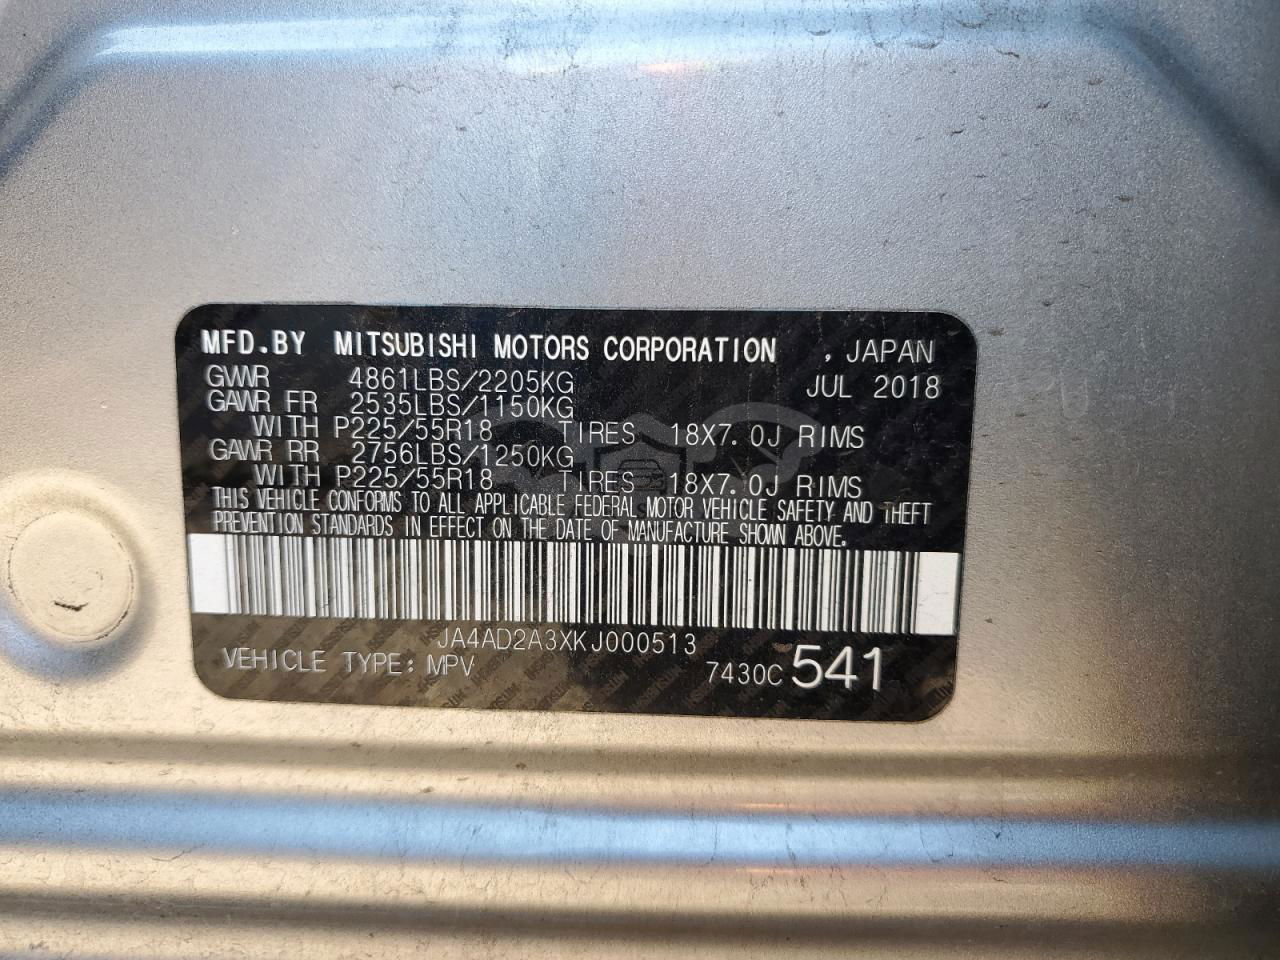 MFD.BY MITSUBISHI MOTORS CORPORATION , JAPAN
GVWR 4861LBS/2205KG JUL 2018
GAWR FR 2535LBS/1150KG
WITH P225/55R18 TIRES 18X7.0J RIMS
GAWR RR 2756LBS/1250KG
WITH P225/55R18 TIRES 18X7.0J RIMS
THIS VEHICLE CONFORMS TO ALL APPLICABLE FEDERAL MOTOR VEHICLE SAFETY AND THEFT
PREVENTION STANDARDS IN EFFECT ON THE DATE OF MANUFACTURE SHOWN ABOVE.
JA4AD2A3XKJ000513
VEHICLE TYPE: MPV 7430C 541